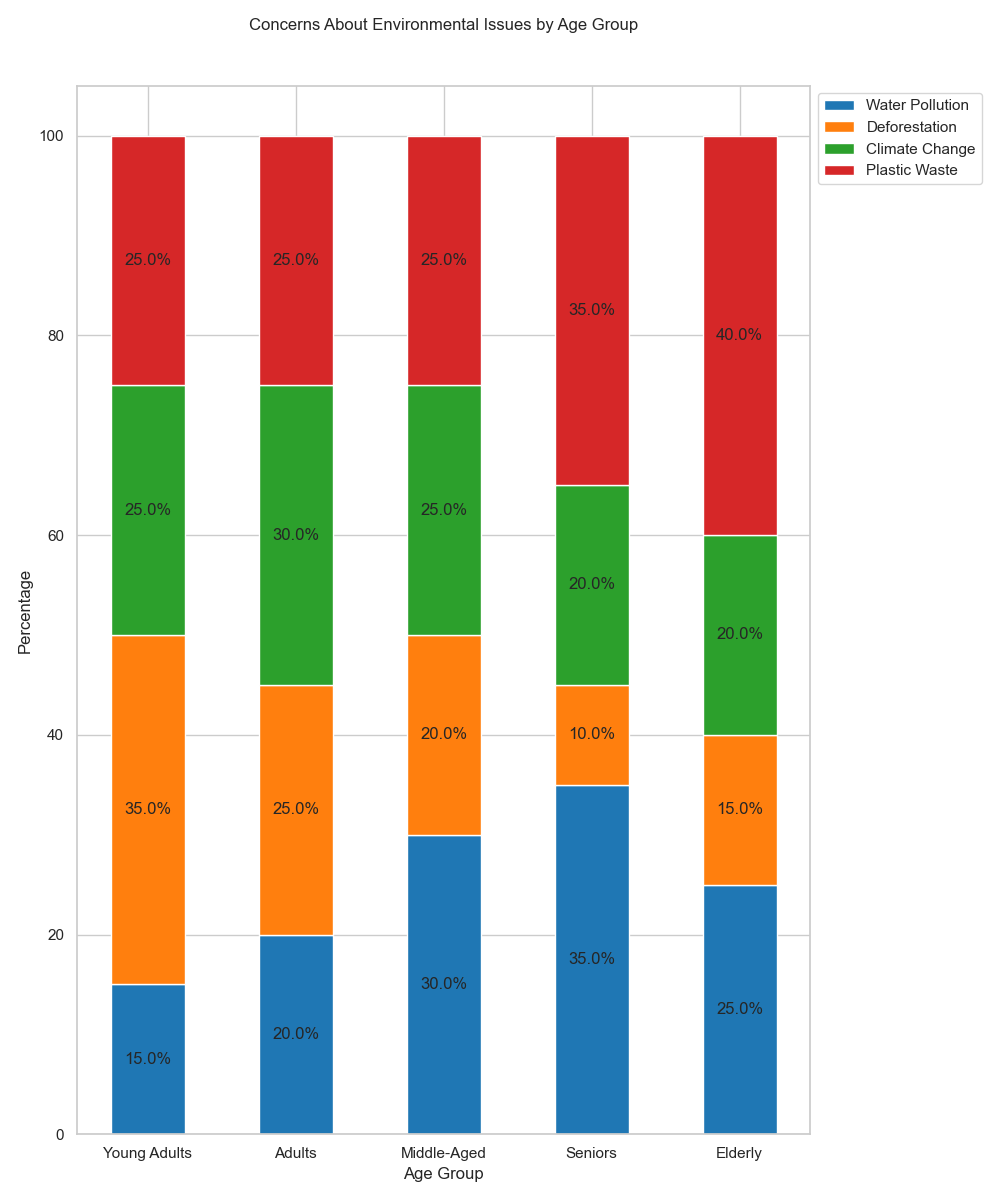 Concerns About Environmental Issues by Age Group
Water Pollution
Deforestation
Climate Change
Plastic Waste
100
80
60
40
20
0
Percentage
25.0%
25.0%
25.0%
35.0%
40.0%
25.0%
30.0%
25.0%
20.0%
20.0%
35.0%
25.0%
20.0%
10.0%
15.0%
15.0%
20.0%
30.0%
35.0%
25.0%
Young Adults
Adults
Middle-Aged
Seniors
Elderly
Age Group